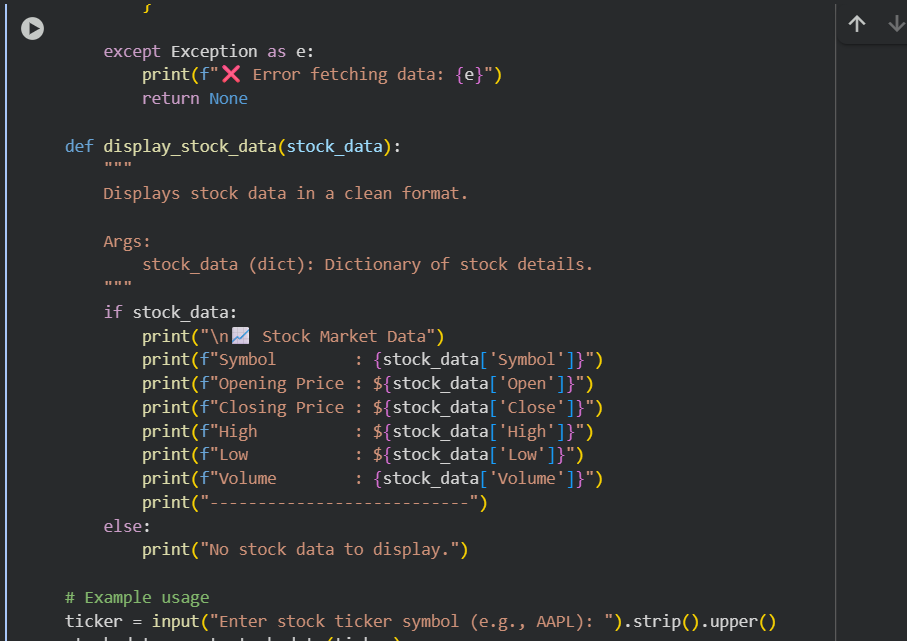 }
except Exception as e:
print(f"❌ Error fetching data: {e}")
return None
def display_stock_data(stock_data):
"""
Displays stock data in a clean format.
Args:
stock_data (dict): Dictionary of stock details.
"""
if stock_data:
print("\n📈 Stock Market Data")
print(f"Symbol        : {stock_data['Symbol']}")
print(f"Opening Price : ${stock_data['Open']}")
print(f"Closing Price : ${stock_data['Close']}")
print(f"High          : ${stock_data['High']}")
print(f"Low           : ${stock_data['Low']}")
print(f"Volume        : {stock_data['Volume']}")
print("---------------------------")
else:
print("No stock data to display.")
# Example usage
ticker = input("Enter stock ticker symbol (e.g., AAPL): ").strip().upper()